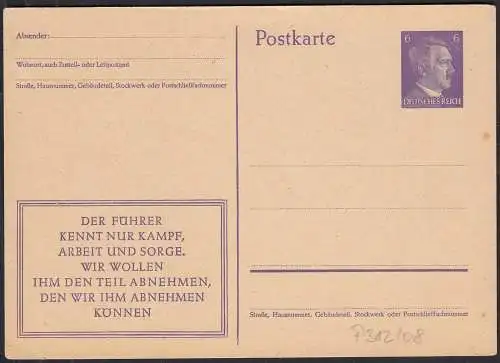 Absender:
Wohnort, auch Zustell- oder Leitpostamt
Straße, Hausnummer, Gebäudeteil, Stockwerk oder Postschließfachnummer
Postkarte
6 6
DEUTSCHES REICH
DER FÜHRER
KENNT NUR KAMPF,
ARBEIT UND SORGE.
WIR WOLLEN
IHM DEN TEIL ABNEHMEN,
DEN WIR IHM ABNEHMEN
KÖNNEN
Straße, Hausnummer, Gebäudeteil, Stockwerk oder Postschließfachnummer
P312/08